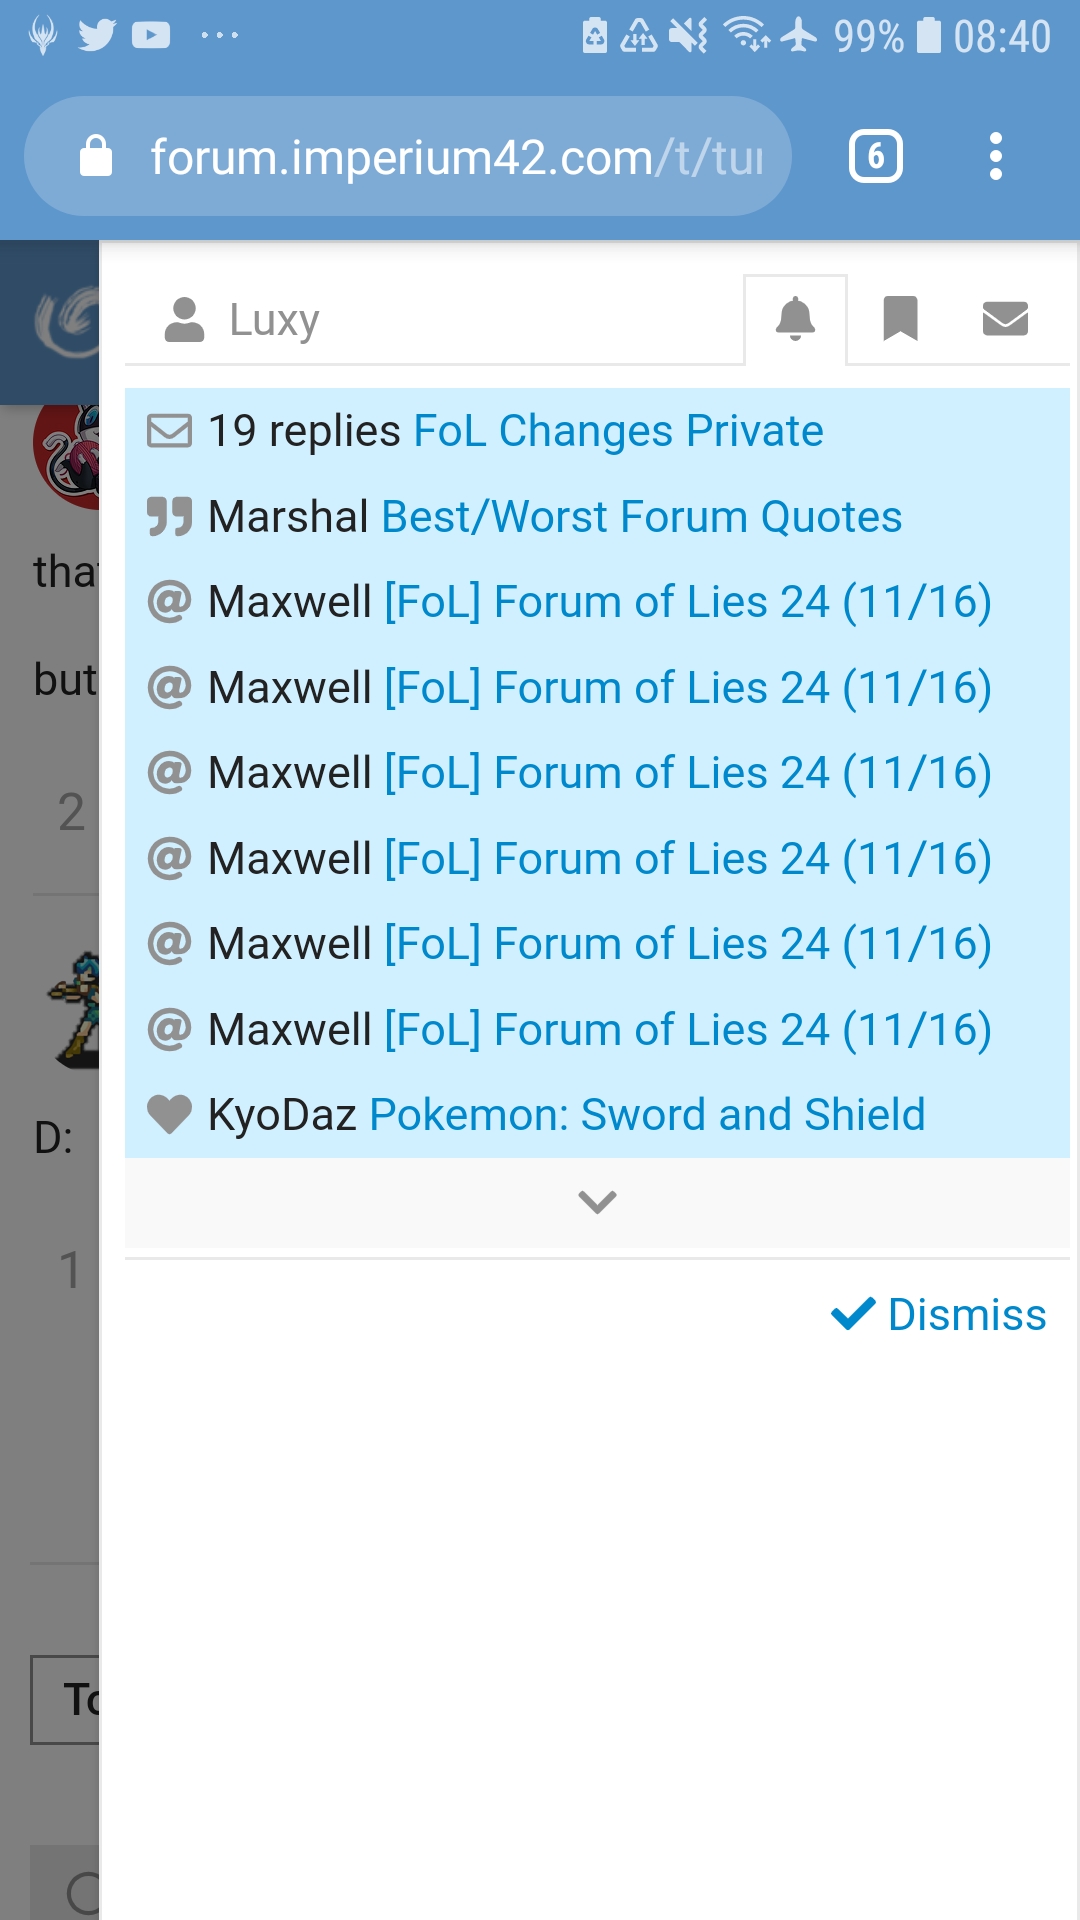 99% 08:40
forum.imperium42.com/t/tu
6
Luxy
19 replies FoL Changes Private
Marshal Best/Worst Forum Quotes
@ Maxwell [FoL] Forum of Lies 24 (11/16)
@ Maxwell [FoL] Forum of Lies 24 (11/16)
@ Maxwell [FoL] Forum of Lies 24 (11/16)
@ Maxwell [FoL] Forum of Lies 24 (11/16)
@ Maxwell [FoL] Forum of Lies 24 (11/16)
@ Maxwell [FoL] Forum of Lies 24 (11/16)
KyoDaz Pokemon: Sword and Shield
Dismiss
but
2
D:
1